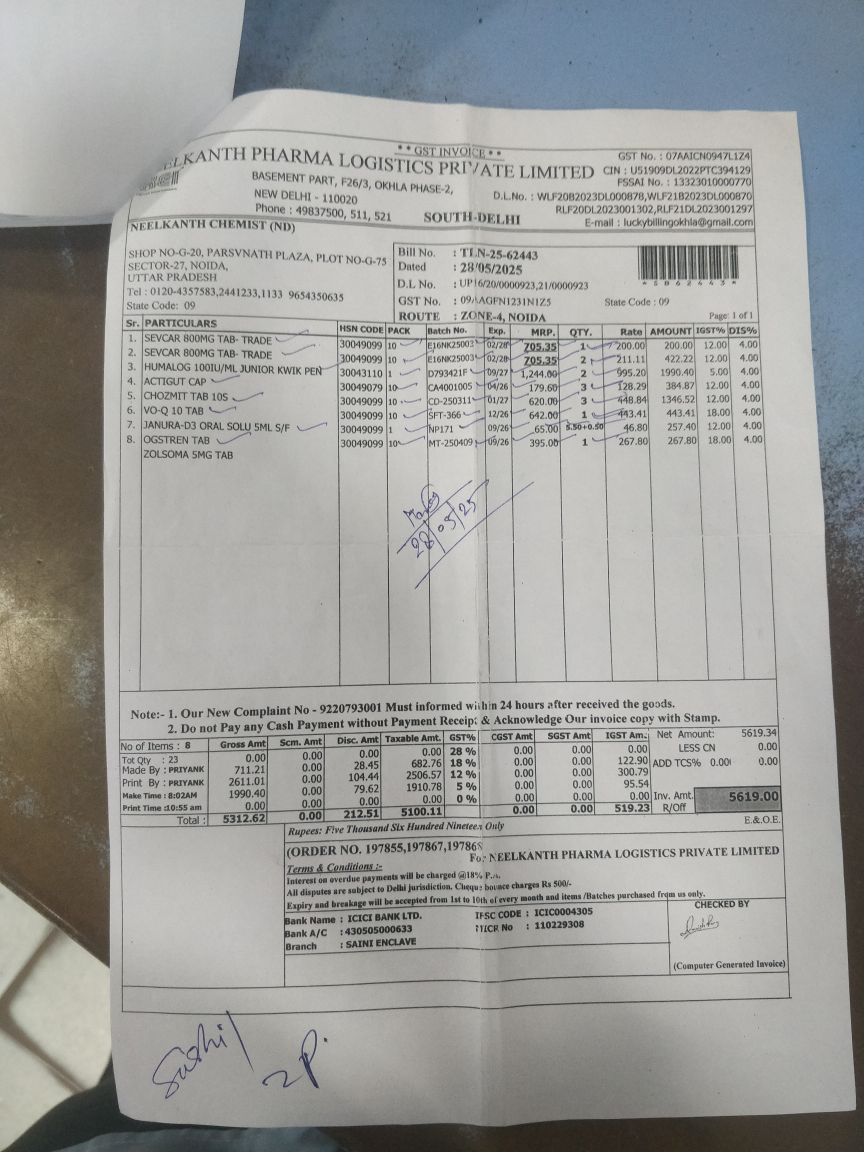 **GST INVOICE**
GST No. : 07AAICN0947L1Z4
ELKANTH PHARMA LOGISTICS PRIVATE LIMITED
CIN : U51909DL2022PTC394129
FSSAI No. : 13323010000770
BASEMENT PART, F26/3, OKHLA PHASE-2,
D.L.No. : WLF20B2023DL000878,WLF21B2023DL000870
NEW DELHI - 110020
RLF20DL2023001302,RLF21DL2023001297
Phone : 49837500, 511, 521
SOUTH-DELHI
E-mail : luckybillingokhla@gmail.com
NEELKANTH CHEMIST (ND)
SHOP NO-G-20, PARSVNATH PLAZA, PLOT NO-G-75
SECTOR-27, NOIDA,
UTTAR PRADESH
Tel : 0120-4357583,2441233,1133 9654350635
State Code: 09
Bill No. : TLN-25-62443
Dated : 28/05/2025
D.L No. : UP16/20/0000923,21/0000923
GST No. : 09AAGFN1231N1Z5
State Code : 09
ROUTE : ZONE-4, NOIDA
Page: 1 of 1
Sr. PARTICULARS HSN CODE PACK Batch No. Exp. MRP. QTY. Rate AMOUNT IGST% DIS%
1. SEVCAR 800MG TAB- TRADE 30049099 10 E16NK25003 02/28 705.35 1 200.00 200.00 12.00 4.00
2. SEVCAR 800MG TAB- TRADE 30049099 10 E16NK25003 02/28 705.35 2 211.11 422.22 12.00 4.00
3. HUMALOG 100IU/ML JUNIOR KWIK PEN 30043110 1 D793421F 09/27 1,244.00 2 995.20 1990.40 5.00 4.00
4. ACTIGUT CAP 30049079 10 CA4001005 04/26 179.60 3 128.29 384.87 12.00 4.00
5. CHOZMIT TAB 10S 30049099 10 CD-250311 01/27 620.00 3 448.84 1346.52 12.00 4.00
6. VO-Q 10 TAB 30049099 10 SFT-366 12/26 642.00 1 443.41 443.41 18.00 4.00
7. JANURA-D3 ORAL SOLU 5ML S/F 30049099 1 NP171 09/26 65.00 5.50+0.50 46.80 257.40 12.00 4.00
8. OGSTREN TAB 30049099 10 MT-250409 09/26 395.00 1 267.80 267.80 18.00 4.00
ZOLSOMA 5MG TAB
Note:- 1. Our New Complaint No - 9220793001 Must informed within 24 hours after received the goods.
2. Do not Pay any Cash Payment without Payment Receipt & Acknowledge Our invoice copy with Stamp.
No of Items : 8
Tot Qty : 23
Made By : PRIYANK
Print By : PRIYANK
Make Time : 8:02AM
Print Time :10:55 am
Gross Amt Scm. Amt Disc. Amt Taxable Amt. GST% CGST Amt SGST Amt IGST Am.
0.00 0.00 0.00 0.00 28 % 0.00 0.00 0.00
711.21 0.00 28.45 682.76 18 % 0.00 0.00 122.90
2611.01 0.00 104.44 2506.57 12 % 0.00 0.00 300.79
1990.40 0.00 79.62 1910.78 5 % 0.00 0.00 95.54
0.00 0.00 0.00 0.00 0 % 0.00 0.00 0.00
Total : 5312.62 0.00 212.51 5100.11 0.00 0.00 519.23
Net Amount: 5619.34
LESS CN 0.00
ADD TCS% 0.00 0.00
Inv. Amt. 5619.00
R/Off
E.&O.E.
Rupees: Five Thousand Six Hundred Nineteen Only
(ORDER NO. 197855,197867,19786
For NEELKANTH PHARMA LOGISTICS PRIVATE LIMITED
Terms & Conditions :-
Interest on overdue payments will be charged @18% P.A.
All disputes are subject to Delhi jurisdiction. Cheque bounce charges Rs 500/-
Expiry and breakage will be accepted from 1st to 10th of every month and items /Batches purchased from us only.
Bank Name : ICICI BANK LTD. IFSC CODE : ICIC0004305
Bank A/C : 430505000633 MICR No : 110229308
Branch : SAINI ENCLAVE
CHECKED BY
(Computer Generated Invoice)
Sushil
2P.